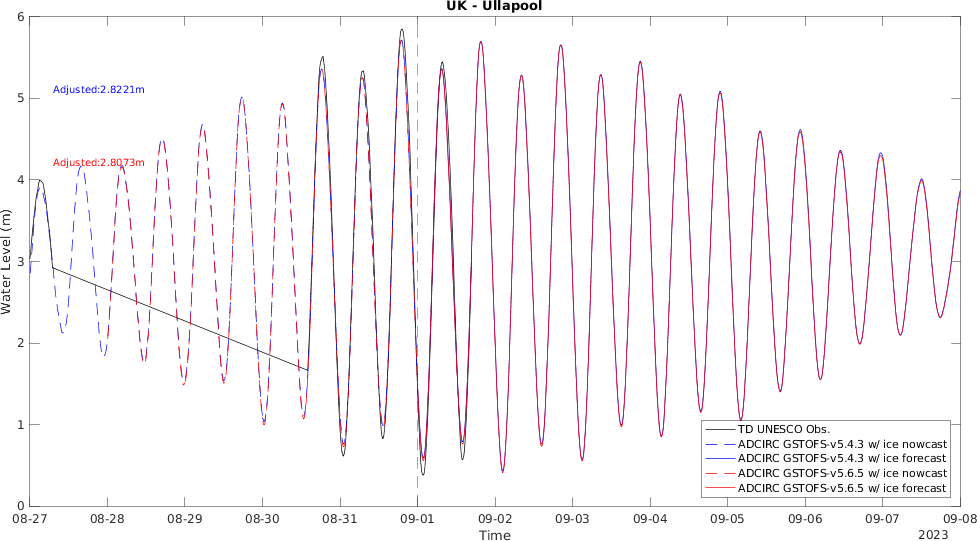 UK - Ullapool
6
5
4
3
2
1
0
Water Level (m)
Adjusted:2.8221m
Adjusted:2.8073m
TD UNESCO Obs.
ADCIRC GSTOFS-v5.4.3 w/ ice nowcast
ADCIRC GSTOFS-v5.4.3 w/ ice forecast
ADCIRC GSTOFS-v5.6.5 w/ ice nowcast
ADCIRC GSTOFS-v5.6.5 w/ ice forecast
08-27 08-28 08-29 08-30 08-31 09-01 09-02 09-03 09-04 09-05 09-06 09-07 09-08
Time
2023